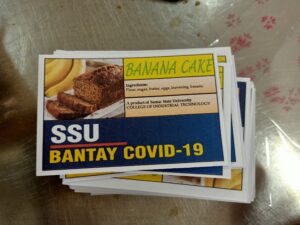 BANANA CAKE
Ingredients:
Flour, sugar, butter, eggs, leavening, banana
A product of Samar State University
COLLEGE OF INDUSTRIAL TECHNOLOGY
SSU
BANTAY COVID-19